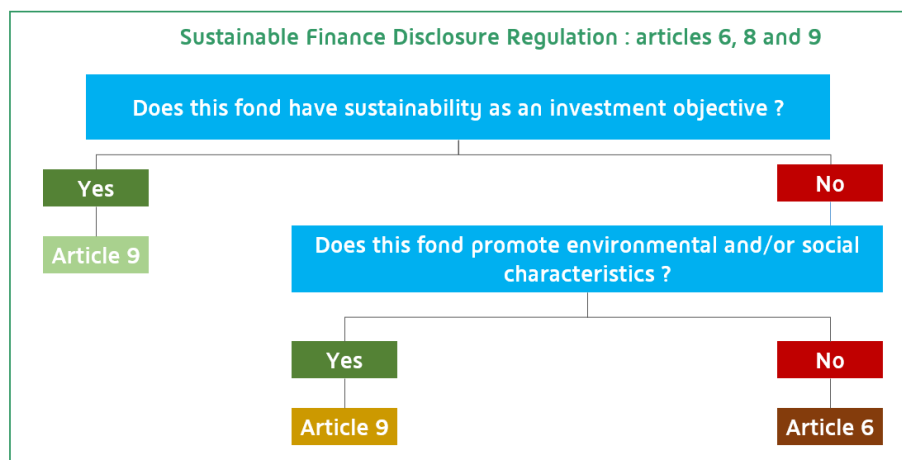 Sustainable Finance Disclosure Regulation : articles 6, 8 and 9
Does this fond have sustainability as an investment objective ?
Yes
No
Article 9
Does this fond promote environmental and/or social
characteristics ?
Yes
No
Article 9
Article 6